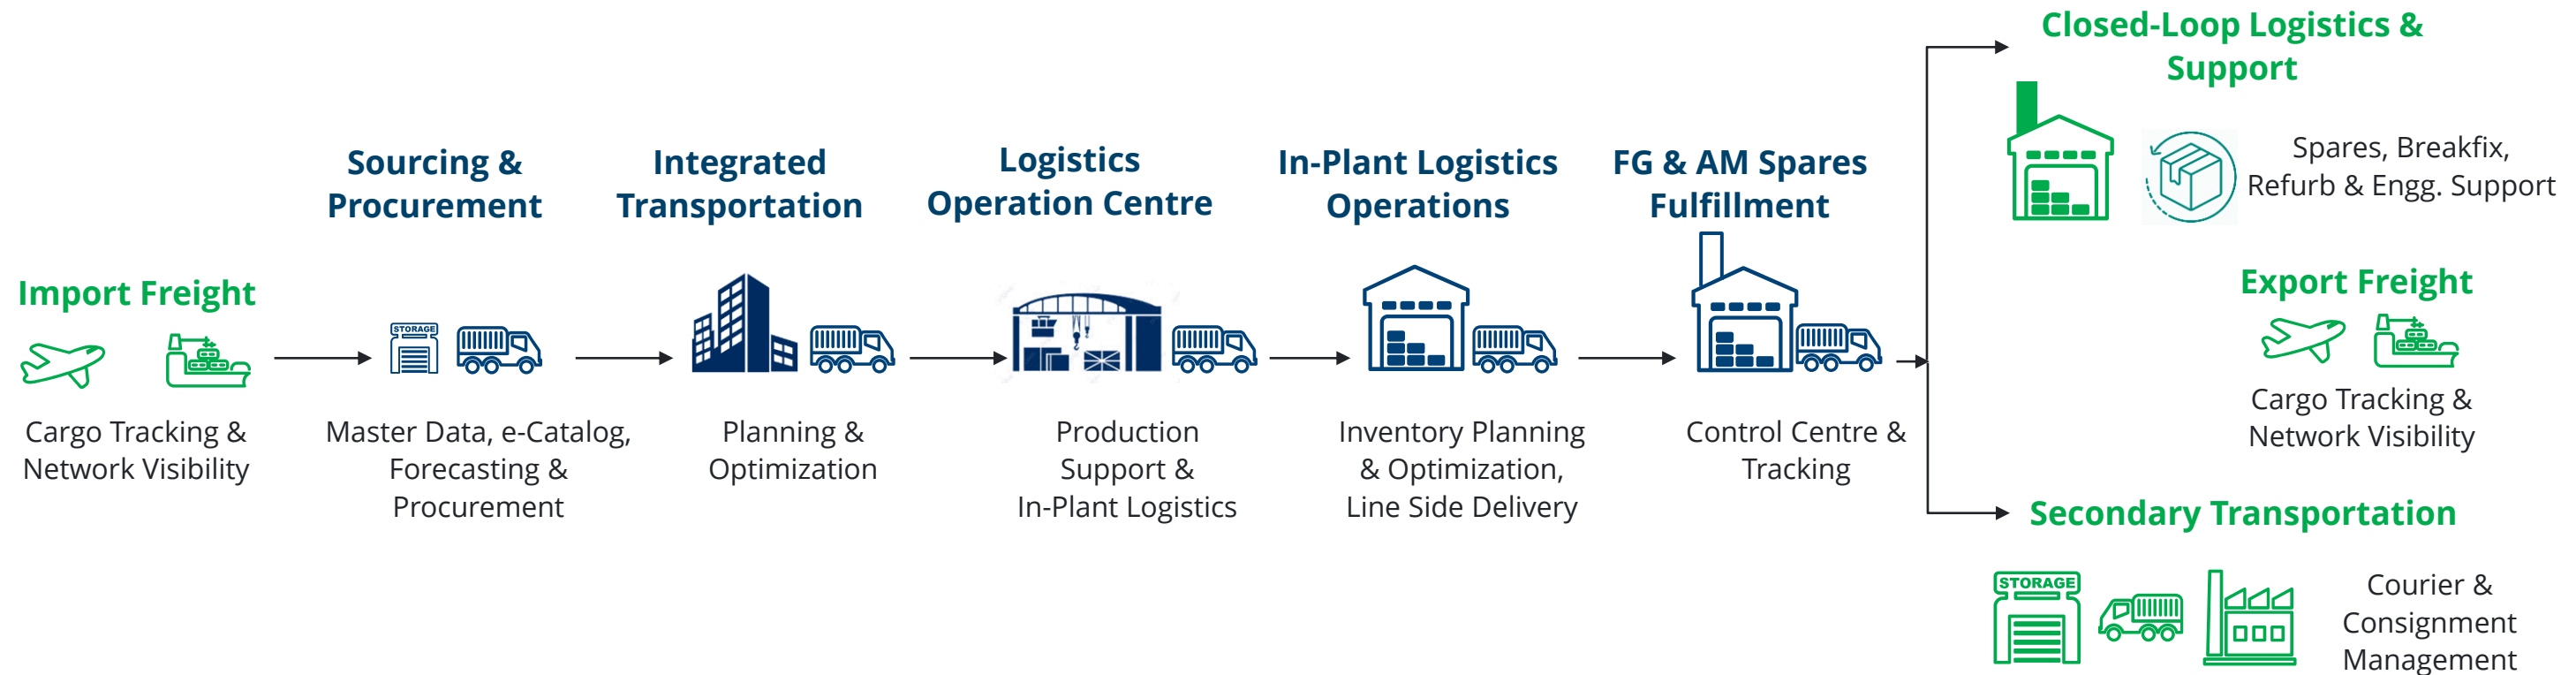 Import Freight
Cargo Tracking &
Network Visibility
Sourcing &
Procurement
STORAGE
Master Data, e-Catalog,
Forecasting &
Procurement
Integrated
Transportation
Planning &
Optimization
Logistics
Operation Centre
Production
Support &
In-Plant Logistics
In-Plant Logistics
Operations
Inventory Planning
& Optimization,
Line Side Delivery
FG & AM Spares
Fulfillment
Control Centre &
Tracking
Closed-Loop Logistics &
Support
Spares, Breakfix,
Refurb & Engg. Support
Export Freight
Cargo Tracking &
Network Visibility
Secondary Transportation
STORAGE
Courier &
Consignment
Management